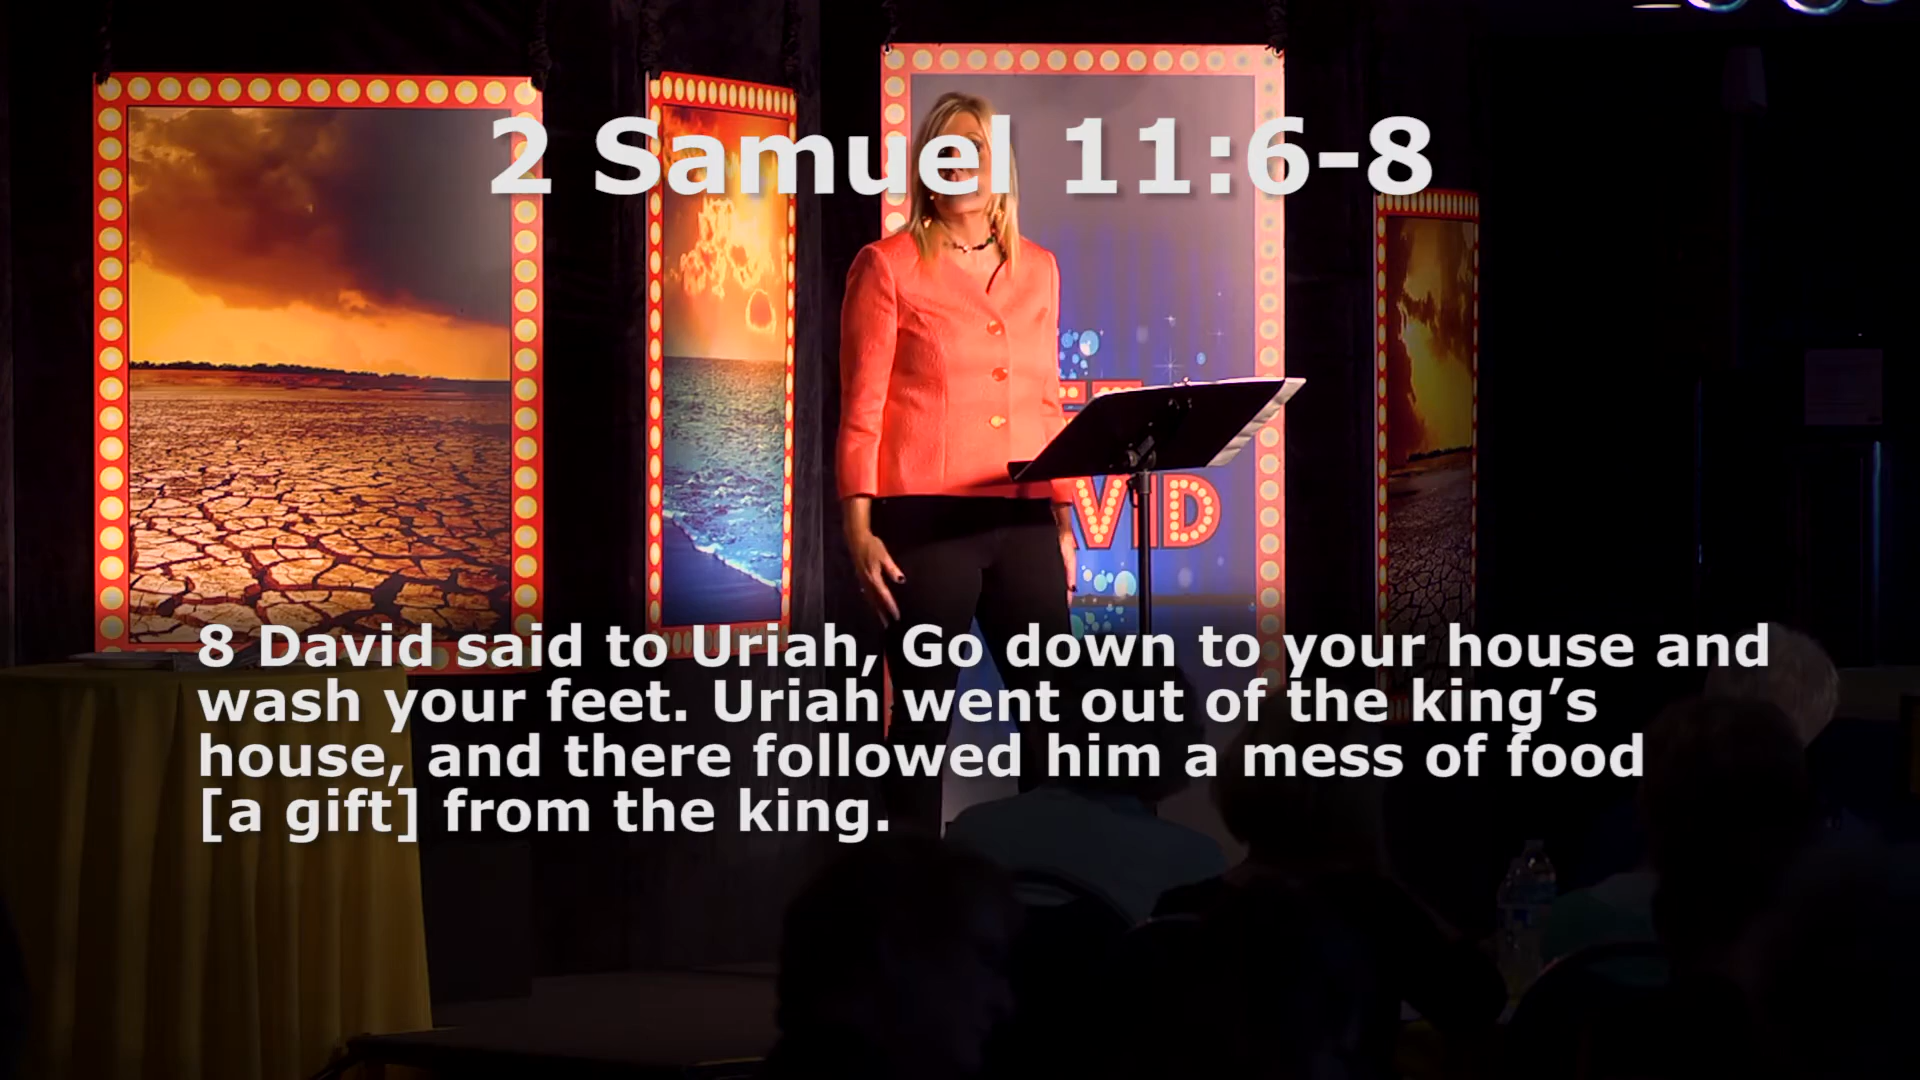 2 Samuel 11:6-8
VID
8 David said to Uriah, Go down to your house and
wash your feet. Uriah went out of the king’s
house, and there followed him a mess of food
[a gift] from the king.